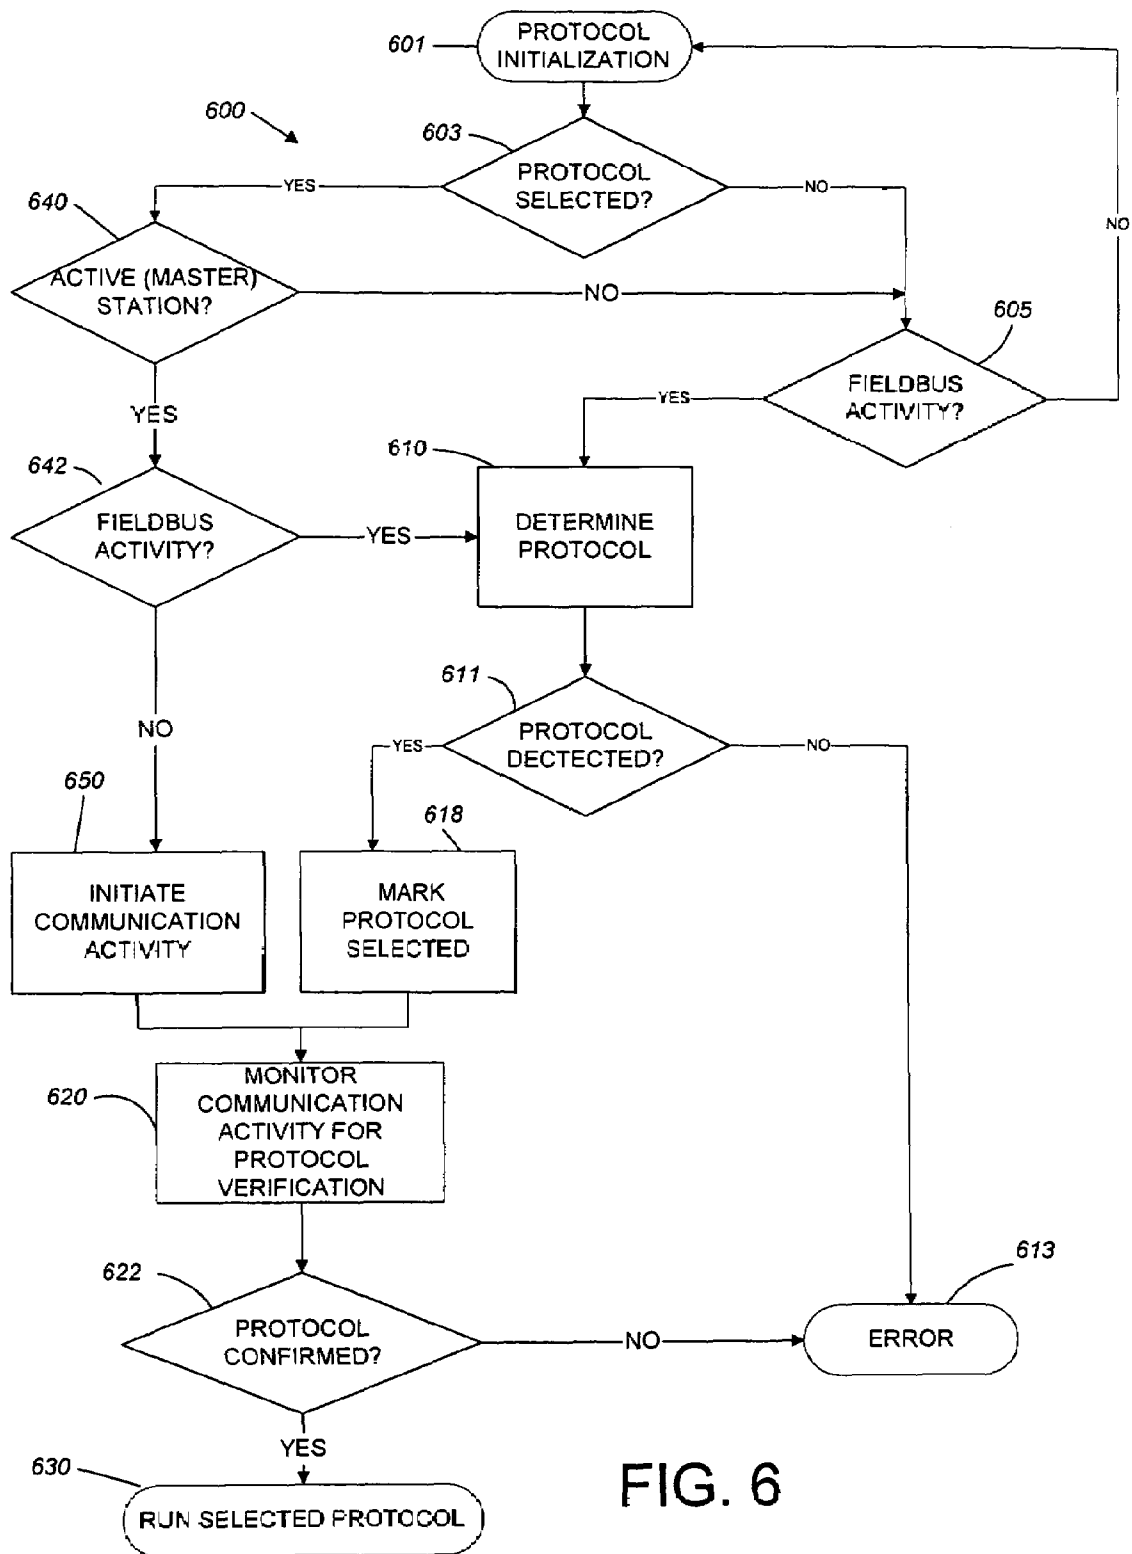 601
PROTOCOL
INITIALIZATION
600
603
PROTOCOL
SELECTED?
YES
NO
NO
640
ACTIVE (MASTER)
STATION?
NO
605
FIELDBUS
ACTIVITY?
YES
YES
610
642
FIELDBUS
ACTIVITY?
YES
DETERMINE
PROTOCOL
611
PROTOCOL
DECTECTED?
YES
NO
NO
650
618
INITIATE
COMMUNICATION
ACTIVITY
MARK
PROTOCOL
SELECTED
620
MONITOR
COMMUNICATION
ACTIVITY FOR
PROTOCOL
VERIFICATION
622
613
PROTOCOL
CONFIRMED?
NO
ERROR
YES
630
RUN SELECTED PROTOCOL
FIG. 6